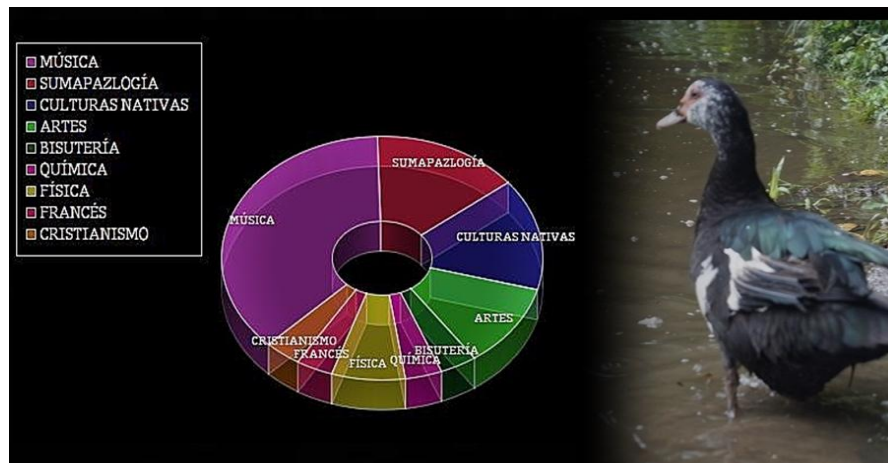 MÚSICA
SUMAPAZLOGÍA
CULTURAS NATIVAS
ARTES
BISUTERÍA
QUÍMICA
FÍSICA
FRANCÉS
CRISTIANISMO
SUMAPAZLOGÍA
MÚSICA
CULTURAS NATIVAS
ARTES
CRISTIANISMO
BISUTERÍA
FRANCÉS
QUÍMICA
FÍSICA